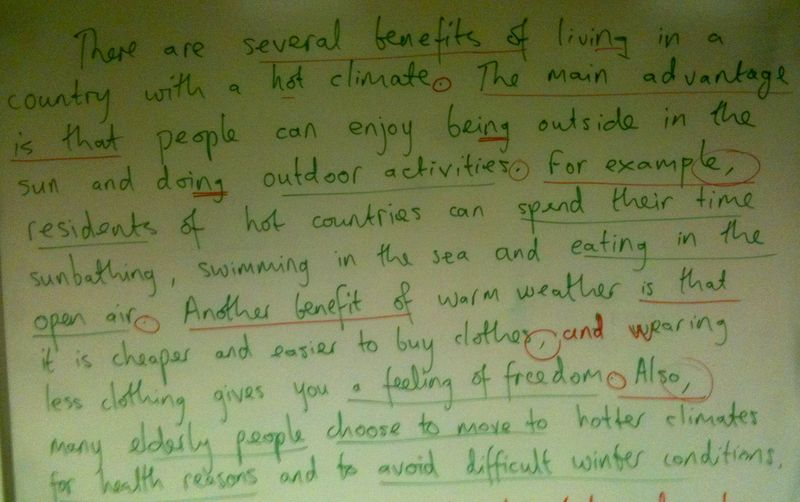 There are several benefits of living in a
country with a hot climate. The main advantage
is that people can enjoy being outside in the
sun and doing outdoor activities. For example,
residents of hot countries can spend their time
sunbathing, swimming in the sea and eating in the
open air. Another benefit of warm weather is that
it is cheaper and easier to buy clothes, and wearing
less clothing gives you a feeling of freedom. Also,
many elderly people choose to move to hotter climates
for health reasons and to avoid difficult winter conditions.